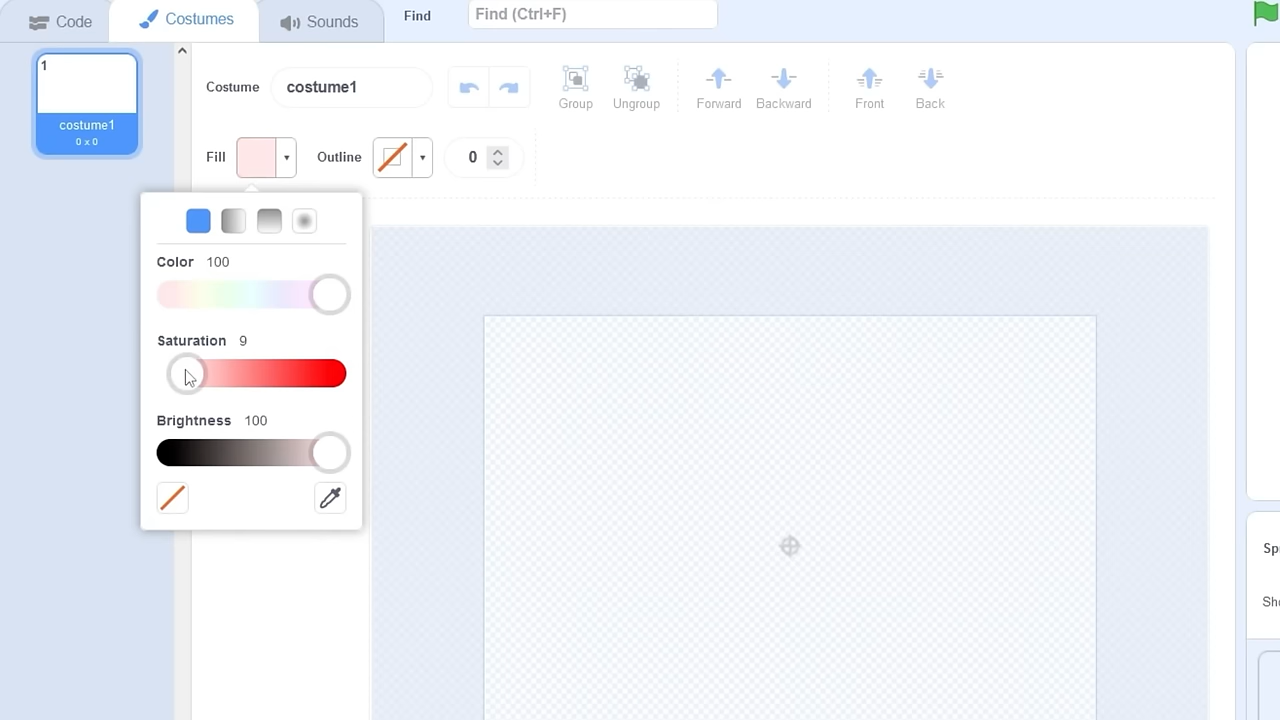 Code
Costumes
Sounds
Find
Find (Ctrl+F)
1
costume1
0 x 0
Costume
costume1
Group
Ungroup
Forward
Backward
Front
Back
Fill
Outline
0
Color 100
Saturation 9
Brightness 100
Sp
Sh